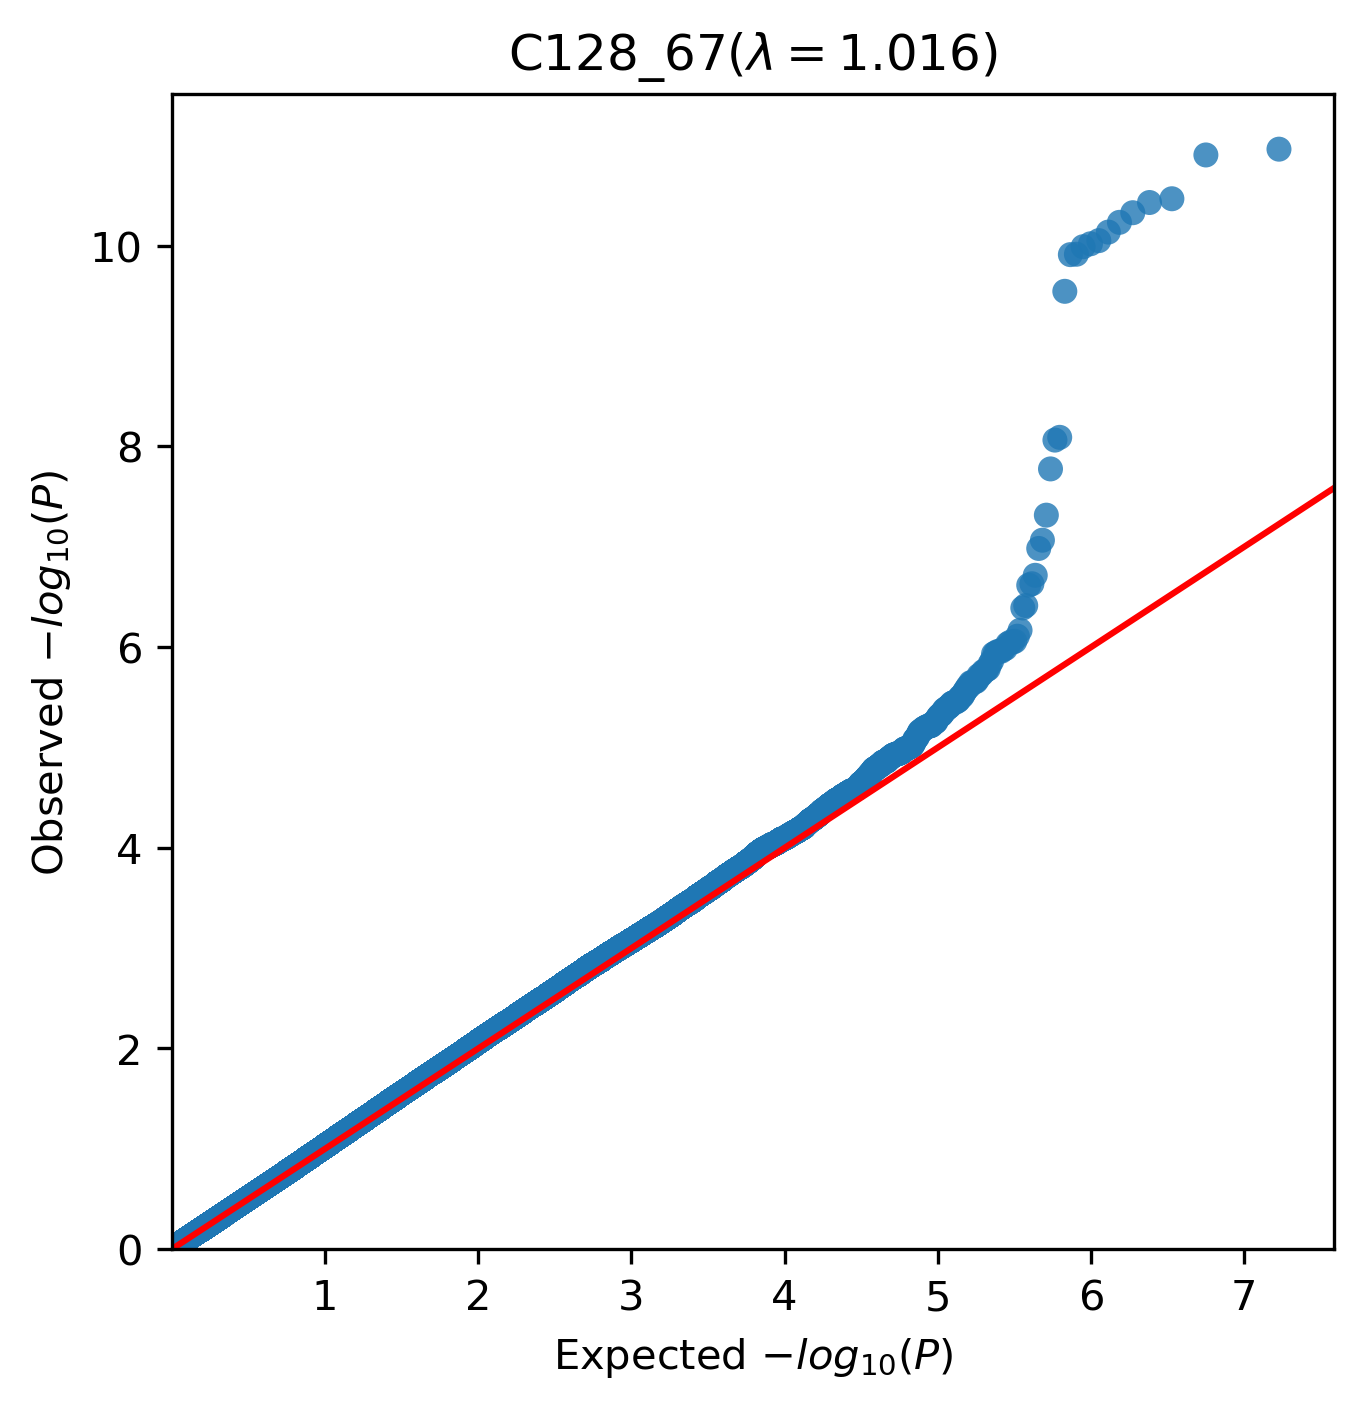 C128_67(λ = 1.016)
10
8
6
4
2
0
Observed −log10(P)
1 2 3 4 5 6 7
Expected −log10(P)